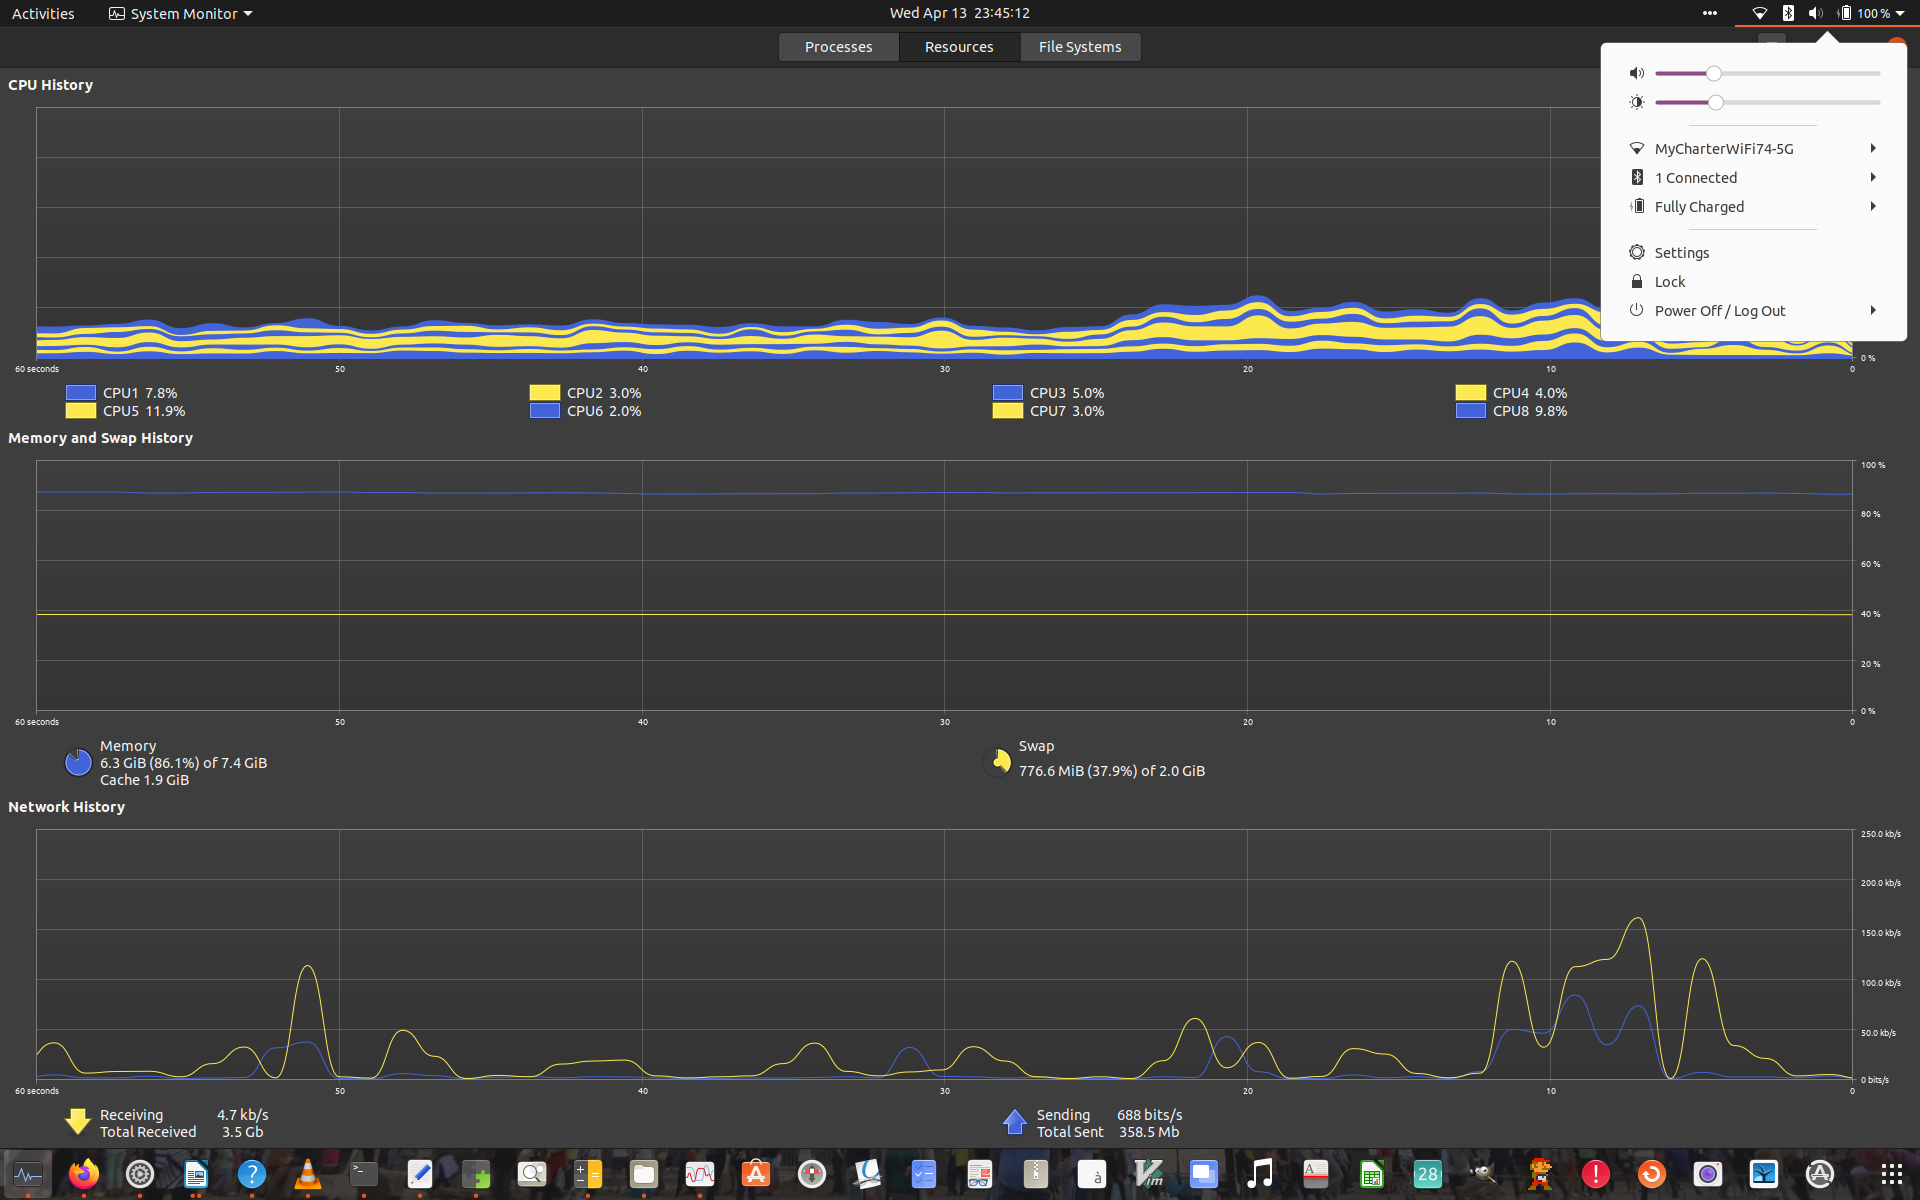 Activities System Monitor Wed Apr 13 23:45:12 100 %
Processes Resources File Systems
CPU History
MyCharterWiFi74-5G
1 Connected
Fully Charged
Settings
Lock
Power Off / Log Out
0 %
60 seconds 50 40 30 20 10 0
CPU1 7.8% CPU2 3.0% CPU3 5.0% CPU4 4.0%
CPU5 11.9% CPU6 2.0% CPU7 3.0% CPU8 9.8%
Memory and Swap History
100 %
80 %
60 %
40 %
20 %
0 %
60 seconds 50 40 30 20 10 0
Memory
6.3 GiB (86.1%) of 7.4 GiB
Cache 1.9 GiB
Swap
776.6 MiB (37.9%) of 2.0 GiB
Network History
250.0 kb/s
200.0 kb/s
150.0 kb/s
100.0 kb/s
50.0 kb/s
0 bits/s
60 seconds 50 40 30 20 10 0
Receiving 4.7 kb/s
Total Received 3.5 Gb
Sending 688 bits/s
Total Sent 358.5 Mb
>_ ? à Vim A 28 !